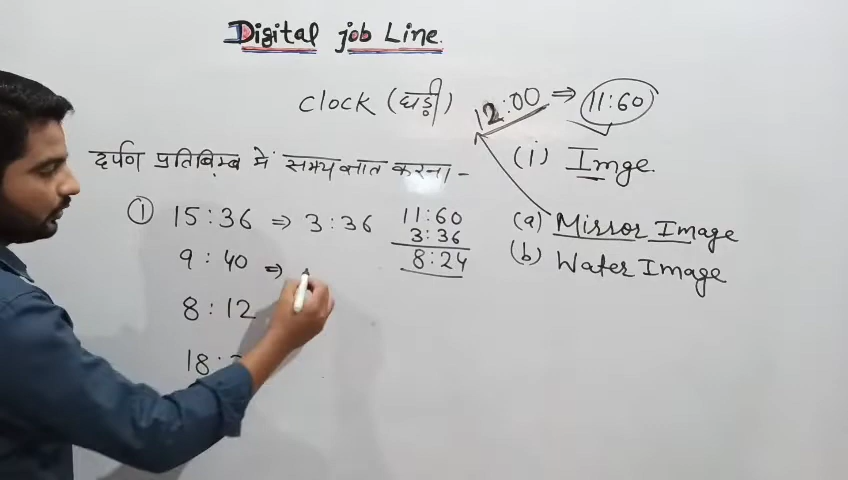 Digital job Line.
clock (घड़ी) 12:00 ⇒ 11:60
दर्पण प्रतिबिम्ब में समय ज्ञात करना -
(i) Imge.
(a) Mirror Image
(b) Water Image
① 15:36 ⇒ 3:36
11:60
3:36
8:24
9:40 ⇒
8:12
18: